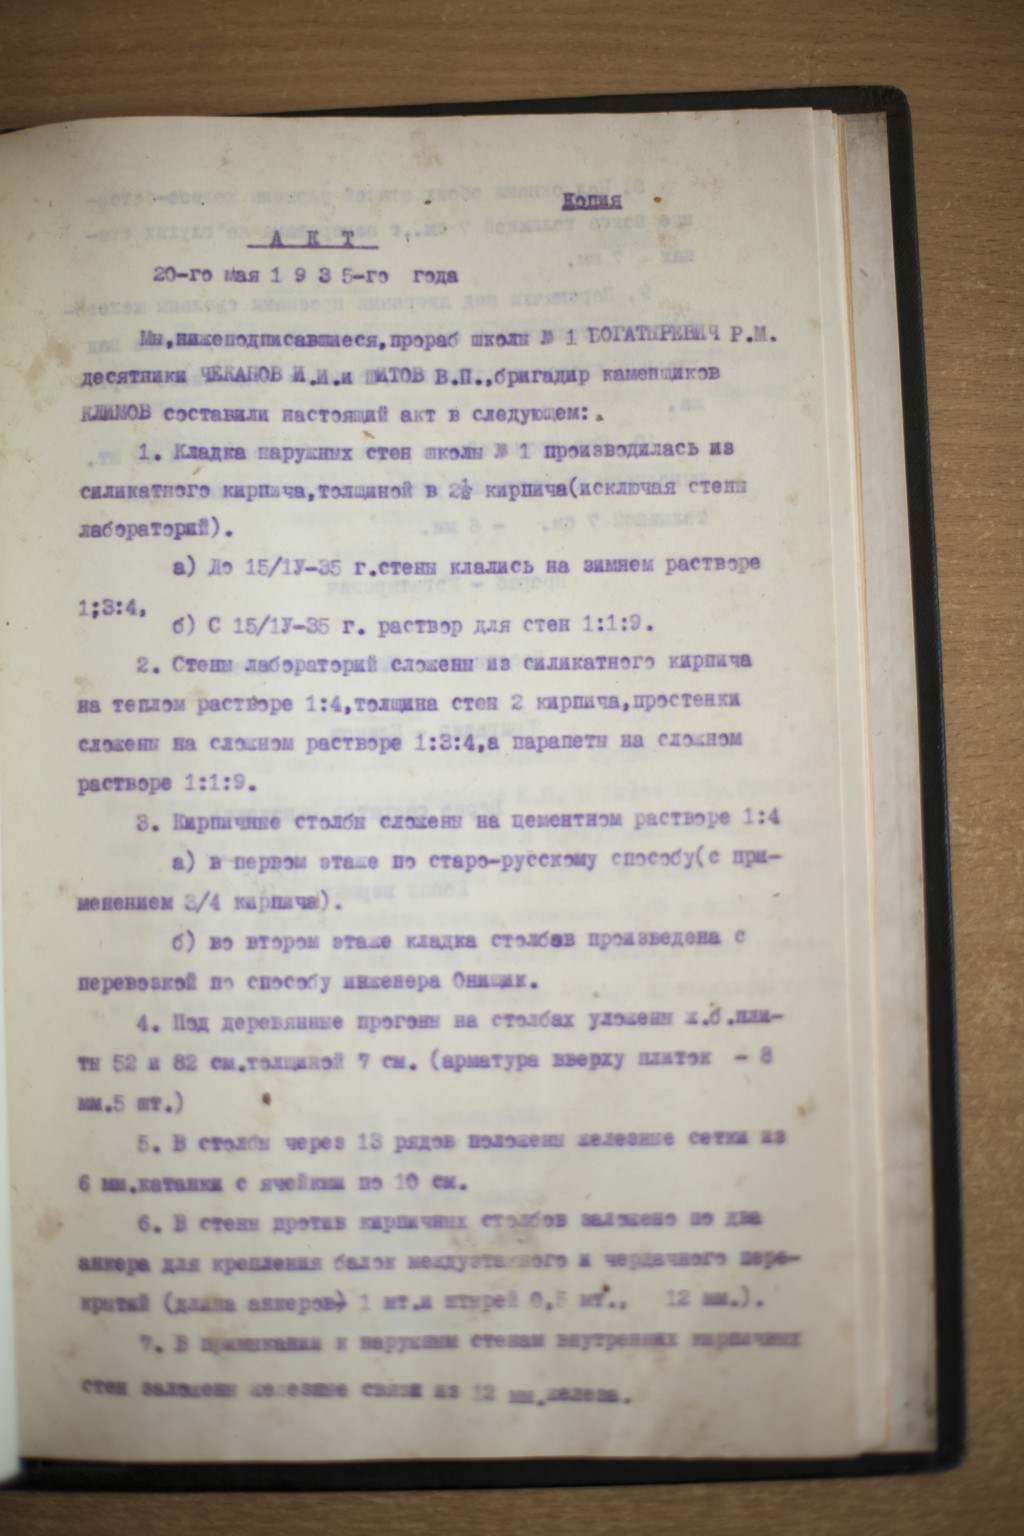 Копия
А К Т
20-го мая 1 9 3 5-го года
Мы,нижеподписавшиеся,прораб школы № 1 БОГАТЫРЕВИЧ Р.М.
десятники ЧЕКАНОВ И.И.и ШИТОВ В.П.,бригадир каменщиков
КЛИМОВ составили настоящий акт в следующем:
1. Кладка наружных стен школы № 1 производилась из
силикатного кирпича,толщиной в 2½ кирпича(исключая стены
лабораторий).
а) До 15/1У-35 г.стены клались на зимнем растворе
1;3:4,
б) С 15/1У-35 г. раствор для стен 1:1:9.
2. Стены лабораторий сложены из силикатного кирпича
на теплом растворе 1:4,толщина стен 2 кирпича,простенки
сложены на сложном растворе 1:3:4,а парапеты на сложном
растворе 1:1:9.
3. Кирпичные столбы сложены на цементном растворе 1:4
а) в первом этаже по старо-русскому способу(с при-
менением 3/4 кирпича).
б) во втором этаже кладка столбов произведена с
перевозкой по способу инженера Онищик.
4. Под деревянные прогоны на столбах уложены ж.б.пли-
ты 52 и 82 см.толщиной 7 см. (арматура вверху плиток - 8
мм.5 шт.)
5. В столбы через 13 рядов положены железные сетки из
6 мм.катанки с ячейкми по 10 см.
6. В стены против кирпичных столбов заложено по два
анкера для крепления балок междуэтажного и чердачного пере-
крытий (длина анкеров) 1 мт.и штырей 0,5 мт., 12 мм.).
7. В примыкании к наружным стенам внутренних кирпичных
стен заложены железные связи из 12 мм.железа.